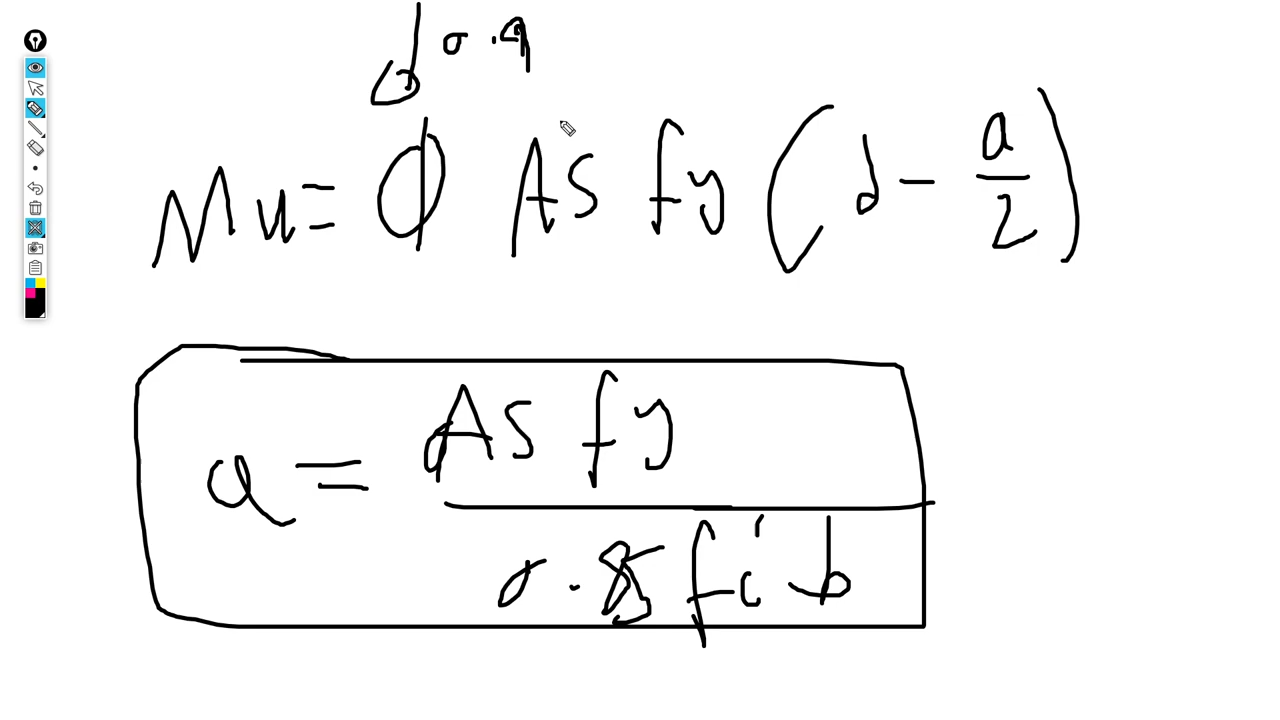 0.9
Mu = ϕ As fy (d - a/2)
a = As fy / 0.85 fc' b